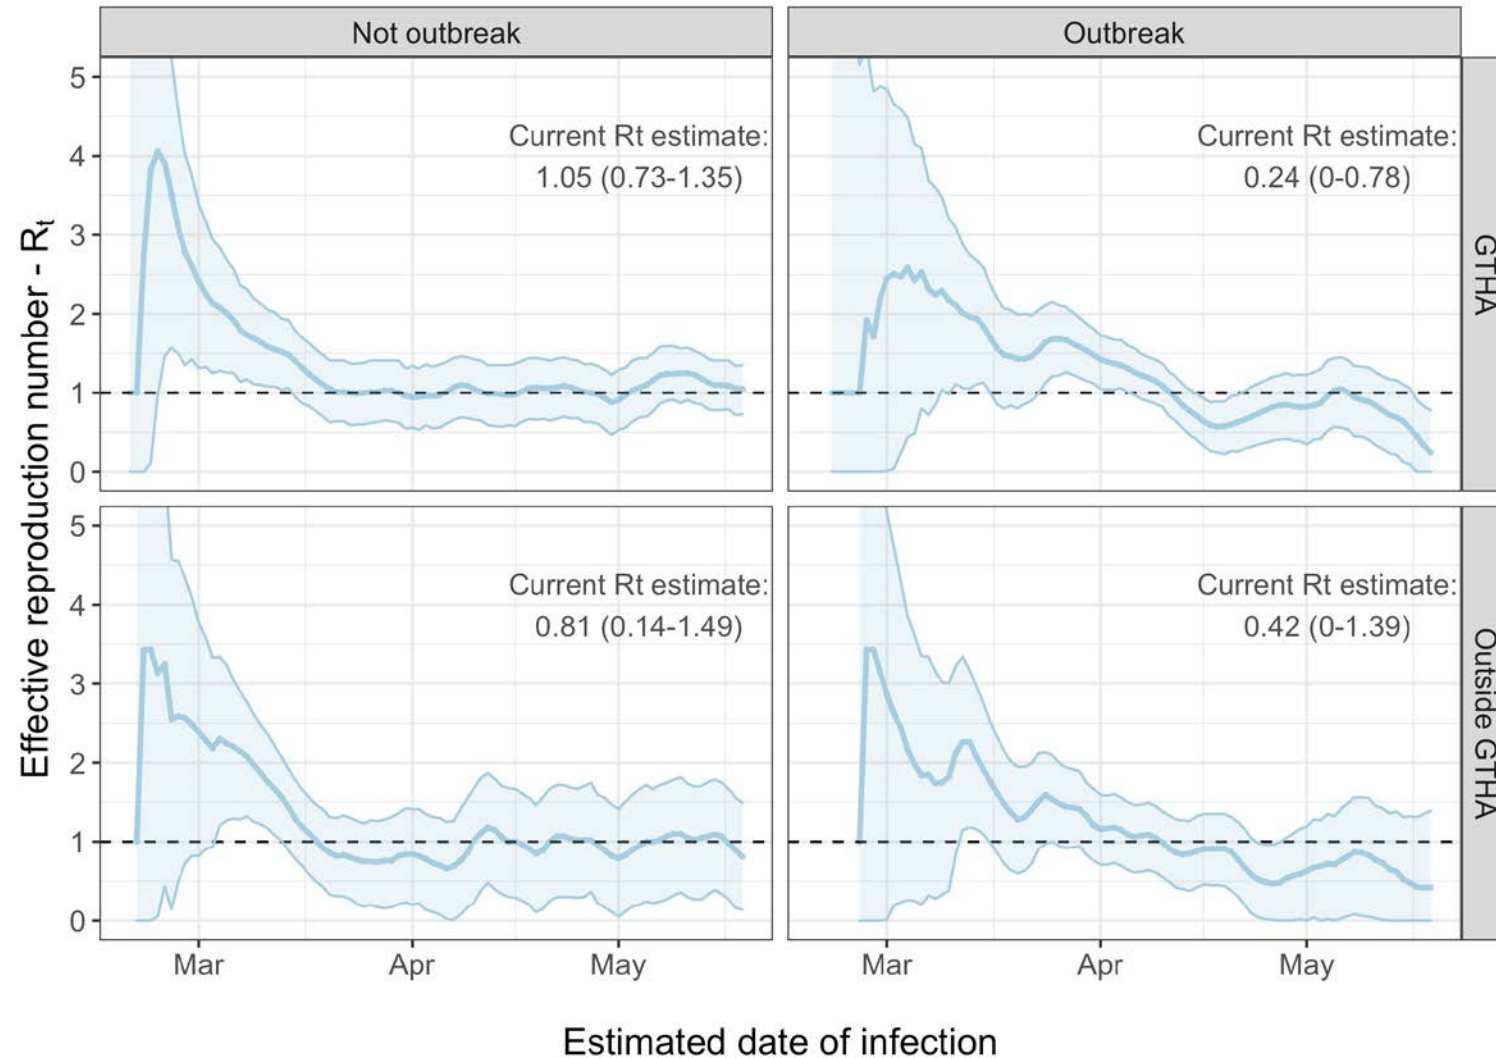 Not outbreak
Outbreak
Effective reproduction number - Rt
5
4
3
2
1
0
Current Rt estimate:
1.05 (0.73-1.35)
Current Rt estimate:
0.24 (0-0.78)
GTHA
5
4
3
2
1
0
Current Rt estimate:
0.81 (0.14-1.49)
Current Rt estimate:
0.42 (0-1.39)
Outside GTHA
Mar
Apr
May
Mar
Apr
May
Estimated date of infection